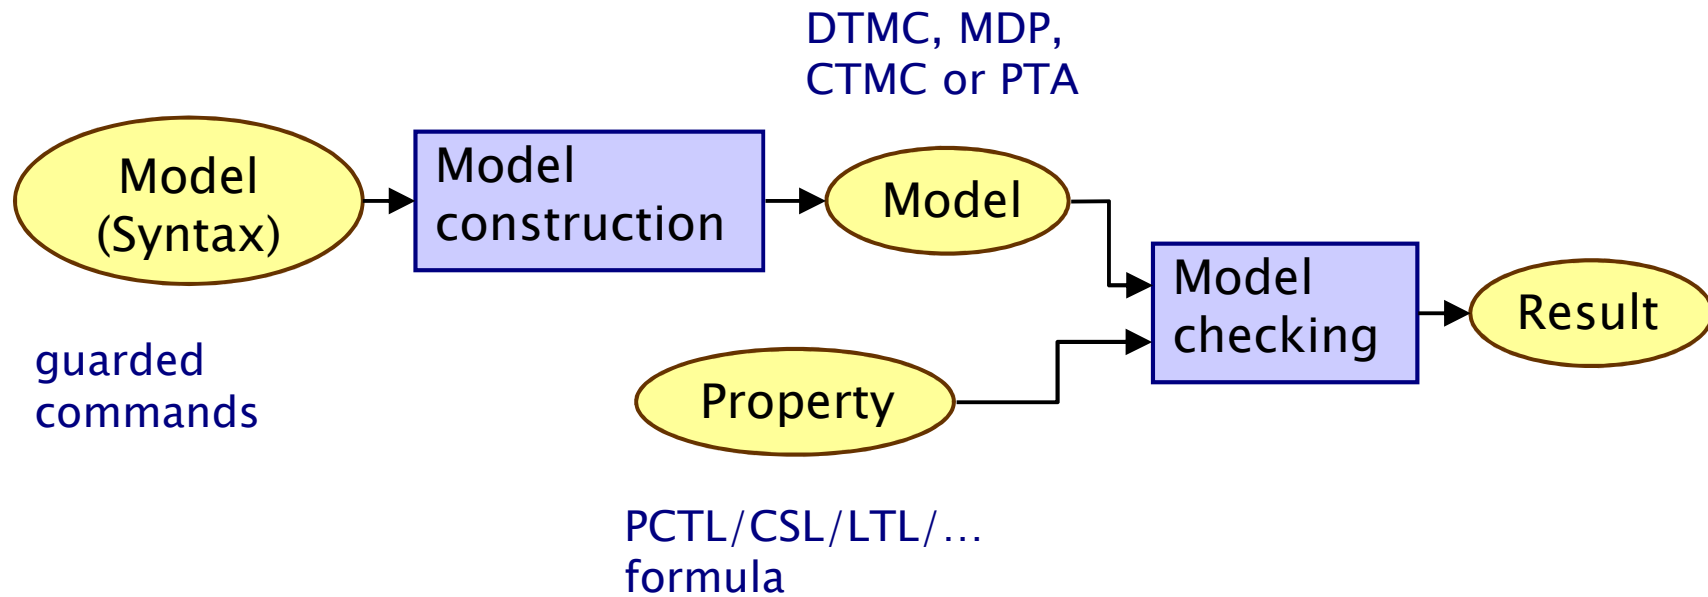 DTMC, MDP,
CTMC or PTA
Model
(Syntax)
Model
construction
Model
Model
checking
Result
guarded
commands
Property
PCTL/CSL/LTL/…
formula